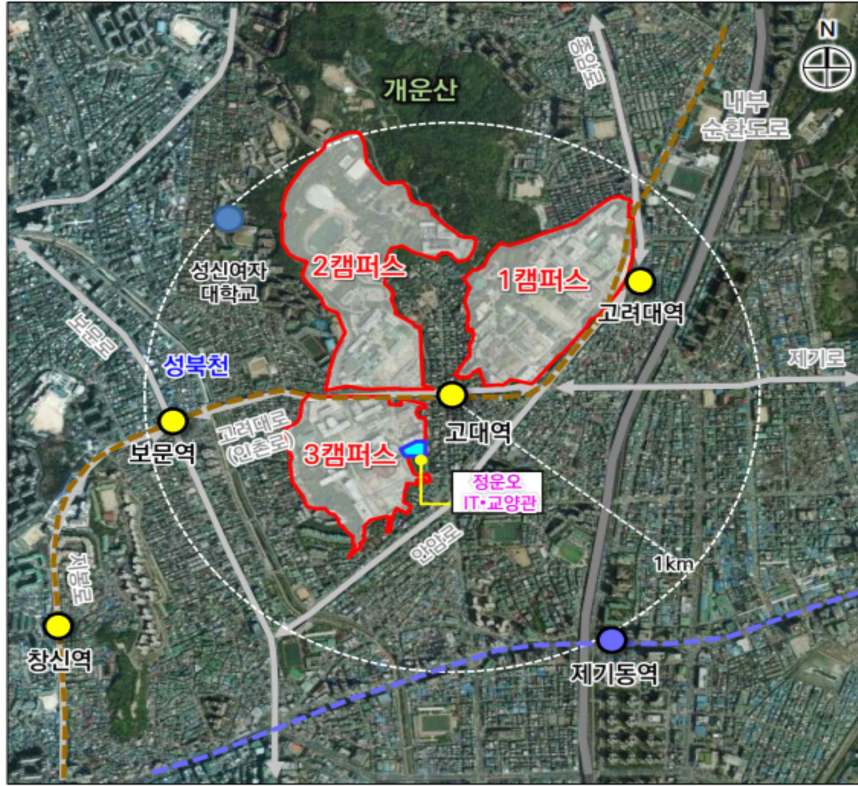 N
개운산
종암로
내부
순환도로
성신여자
대학교
2캠퍼스
1캠퍼스
고려대역
보문로
성북천
제기로
보문역
고려대로
(인촌로)
3캠퍼스
고대역
정운오
IT•교양관
안암로
1km
지봉로
창신역
제기동역